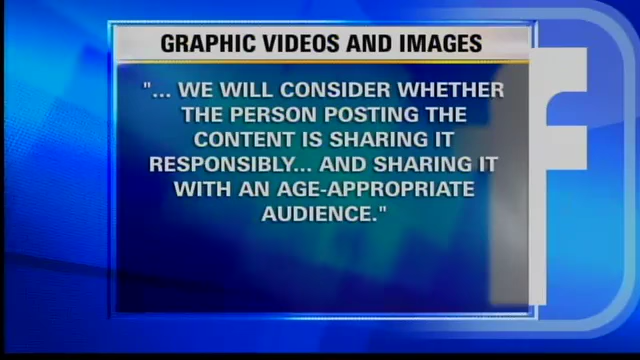 GRAPHIC VIDEOS AND IMAGES
"... WE WILL CONSIDER WHETHER
THE PERSON POSTING THE
CONTENT IS SHARING IT
RESPONSIBLY... AND SHARING IT
WITH AN AGE-APPROPRIATE
AUDIENCE."
f